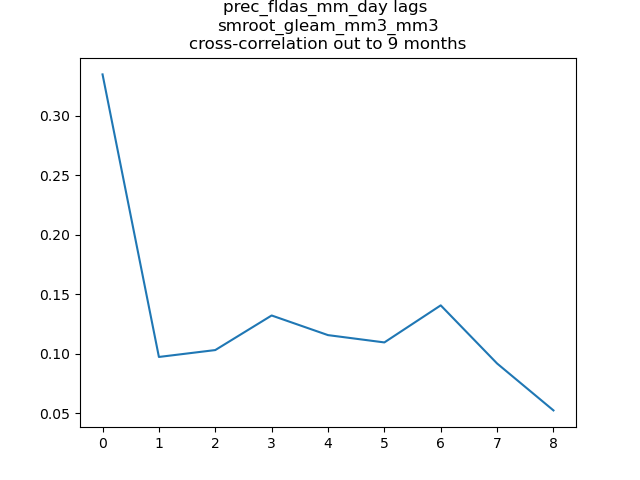 prec_fldas_mm_day lags
smroot_gleam_mm3_mm3
cross-correlation out to 9 months
0.30
0.25
0.20
0.15
0.10
0.05
0 1 2 3 4 5 6 7 8